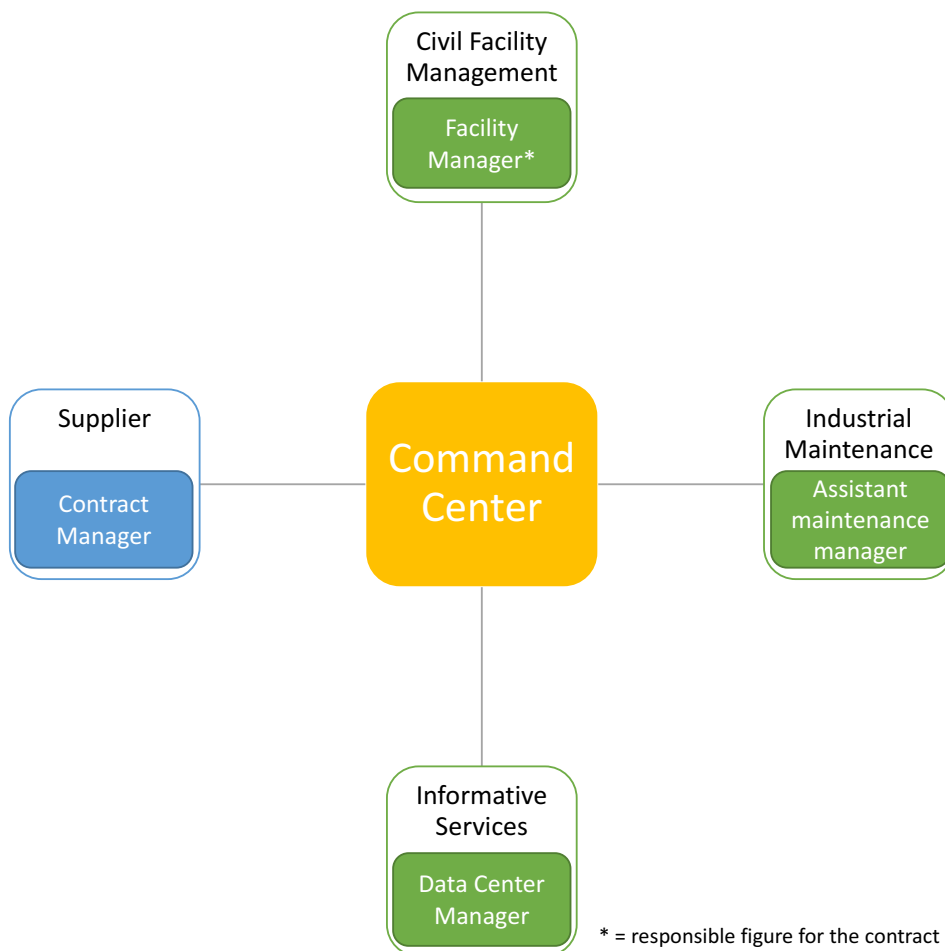 Civil Facility
Management
Facility
Manager*
Supplier
Contract
Manager
Command
Center
Industrial
Maintenance
Assistant
maintenance
manager
Informative
Services
Data Center
Manager
* = responsible figure for the contract